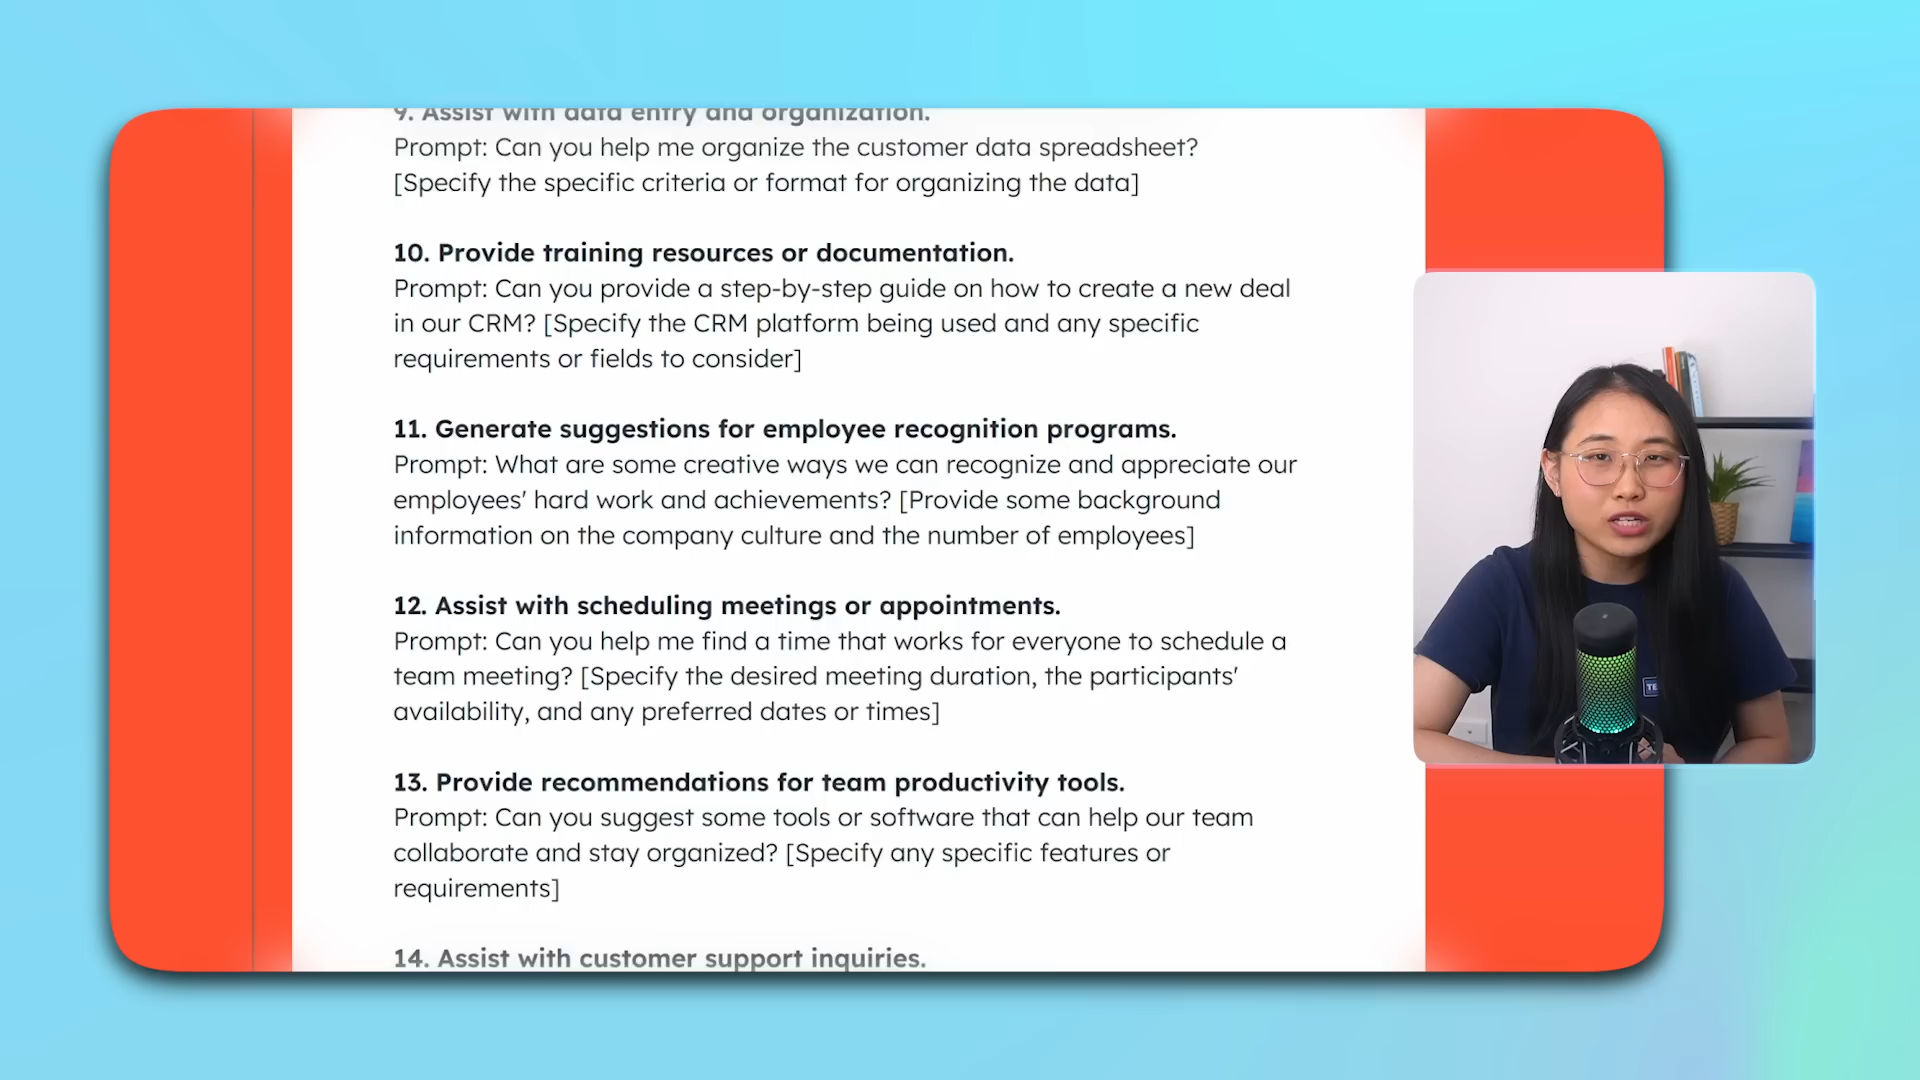 9. Assist with data entry and organization.
Prompt: Can you help me organize the customer data spreadsheet?
[Specify the specific criteria or format for organizing the data]
10. Provide training resources or documentation.
Prompt: Can you provide a step-by-step guide on how to create a new deal
in our CRM? [Specify the CRM platform being used and any specific
requirements or fields to consider]
11. Generate suggestions for employee recognition programs.
Prompt: What are some creative ways we can recognize and appreciate our
employees' hard work and achievements? [Provide some background
information on the company culture and the number of employees]
12. Assist with scheduling meetings or appointments.
Prompt: Can you help me find a time that works for everyone to schedule a
team meeting? [Specify the desired meeting duration, the participants'
availability, and any preferred dates or times]
13. Provide recommendations for team productivity tools.
Prompt: Can you suggest some tools or software that can help our team
collaborate and stay organized? [Specify any specific features or
requirements]
14. Assist with customer support inquiries.